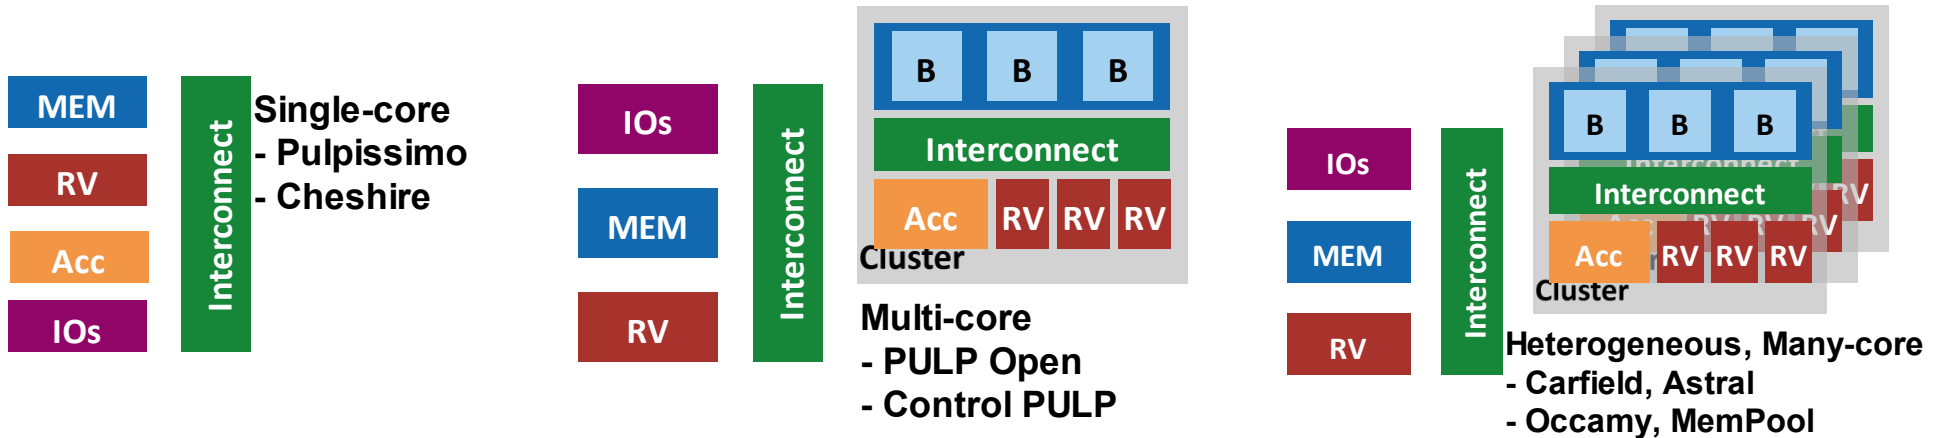 MEM
RV
Acc
IOs
Interconnect
Single-core
- Pulpissimo
- Cheshire
IOs
MEM
RV
Interconnect
B B B
Interconnect
Acc RV RV RV
Cluster
Multi-core
- PULP Open
- Control PULP
IOs
MEM
RV
Interconnect
B B B
Interconnect
Acc RV RV RV
Cluster
RV
RV
Heterogeneous, Many-core
- Carfield, Astral
- Occamy, MemPool